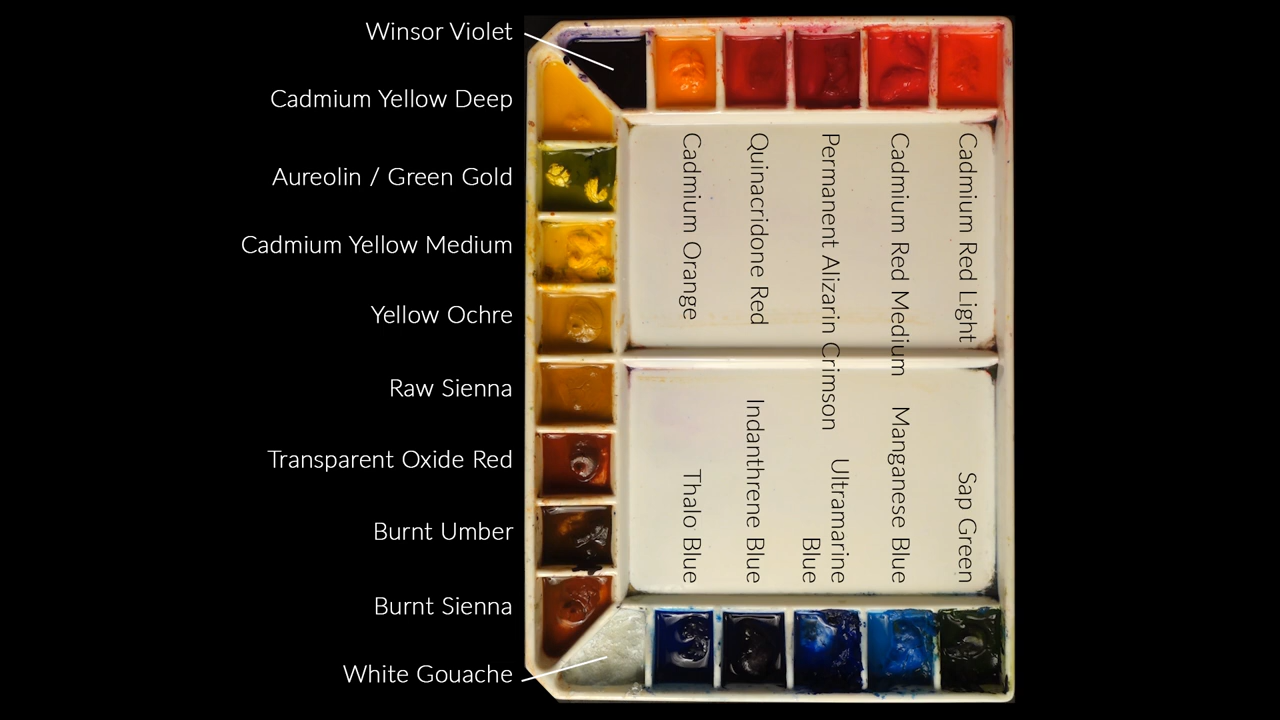 Winsor Violet
Cadmium Yellow Deep
Aureolin / Green Gold
Cadmium Yellow Medium
Yellow Ochre
Raw Sienna
Transparent Oxide Red
Burnt Umber
Burnt Sienna
White Gouache
Cadmium Orange
Quinacridone Red
Permanent Alizarin Crimson
Cadmium Red Medium
Cadmium Red Light
Thalo Blue
Indanthrene Blue
Ultramarine
Blue
Manganese Blue
Sap Green